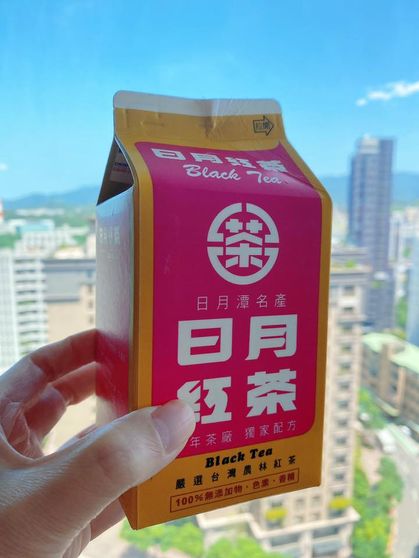 日月紅茶
Black Tea
茶
日月潭名產
日月
紅茶
年茶廠 獨家配方
Black Tea
嚴選台灣農林紅茶
100%無添加物、色素、香精